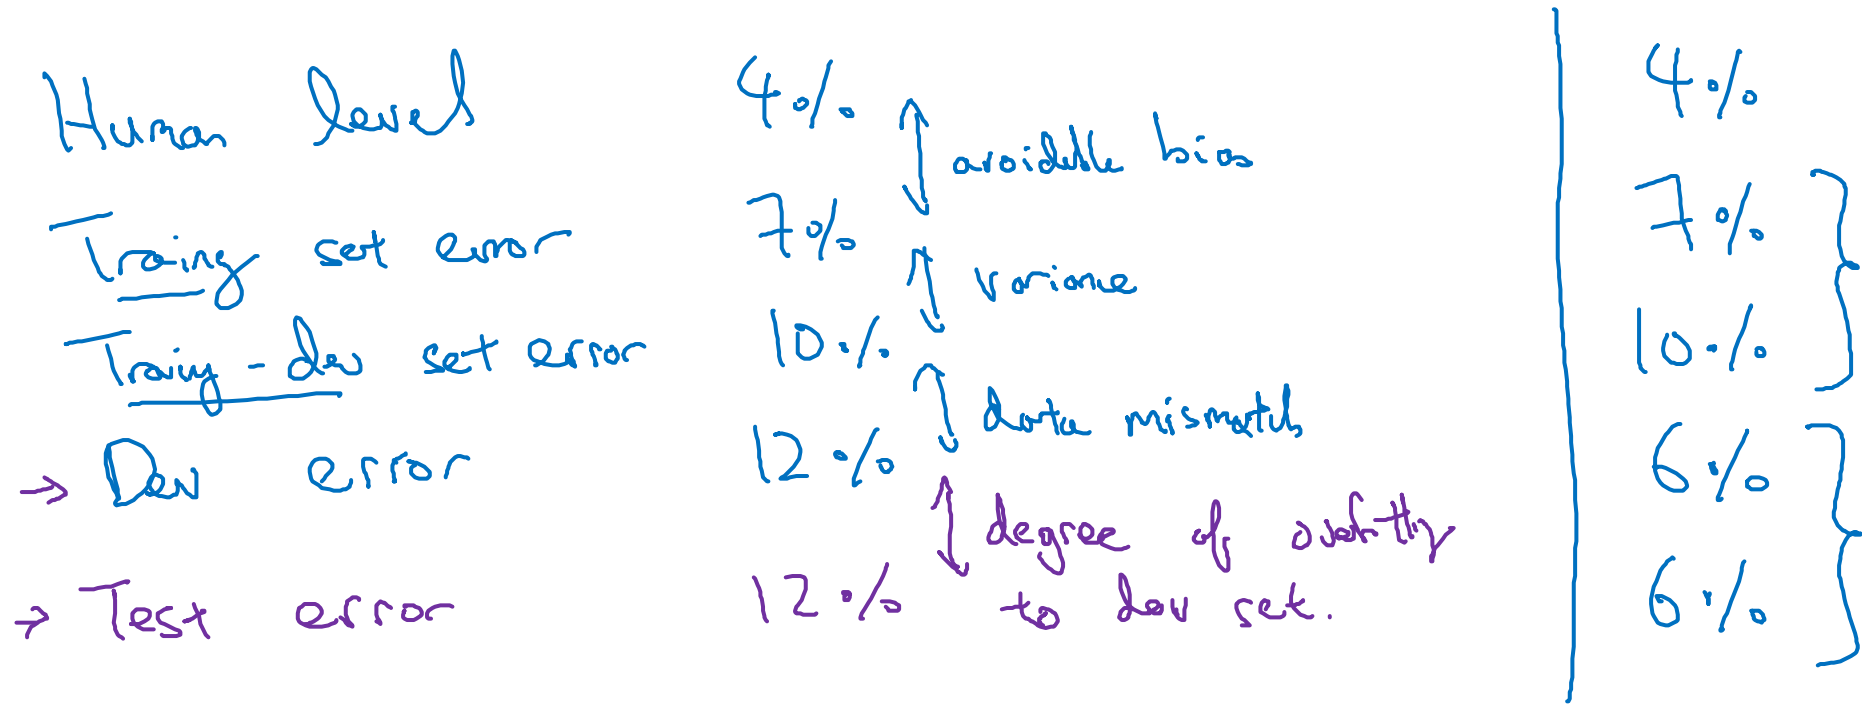 Human level 4% 4%
avoidable bias
Training set error 7% 7%
variance
Training-dev set error 10% 10%
data mismatch
→ Dev error 12% 6%
degree of overfitting
→ Test error 12% to dev set. 6%